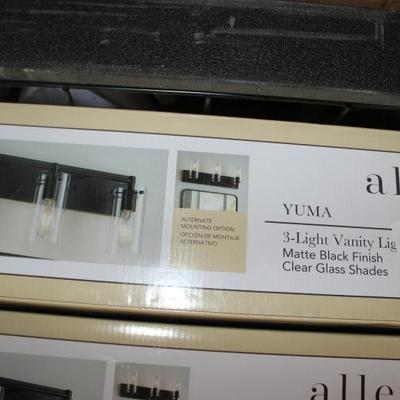 al
YUMA
ALTERNATE
MOUNTING OPTION
OPCIÓN DE MONTAJE
ALTERNATIVO
3-Light Vanity Lig
Matte Black Finish
Clear Glass Shades
alle